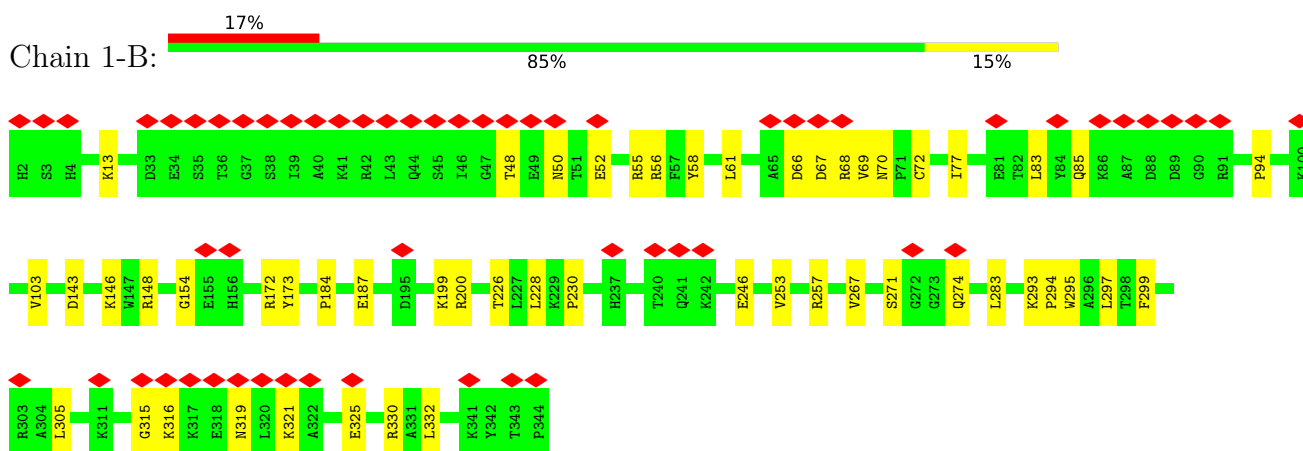 17%
Chain 1-B:
85% 15%
H2 S3 H4 K13 D33 E34 S35 T36 G37 S38 I39 A40 K41 R42 L43 Q44 S45 I46 G47 T48 E49 N50 T51 E52 R55 R56 F57 Y58 L61 A65 D66 D67 R68 V69 N70 P71 C72 I77 E81 T82 L83 Y84 Q85 K86 A87 D88 D89 G90 R91 P94
V103 D143 K146 W147 R148 G154 E155 H156 R172 Y173 P184 E187 D195 K199 R200 T226 L227 L228 K229 P230 H237 T240 Q241 K242 E246 V253 R257 V267 S271 G272 G273 Q274 L283 K293 P294 W295 A296 L297 T298 F299
R303 A304 L305 K311 G315 K316 K317 E318 N319 L320 K321 A322 E325 R330 A331 L332 K341 Y342 T343 P344